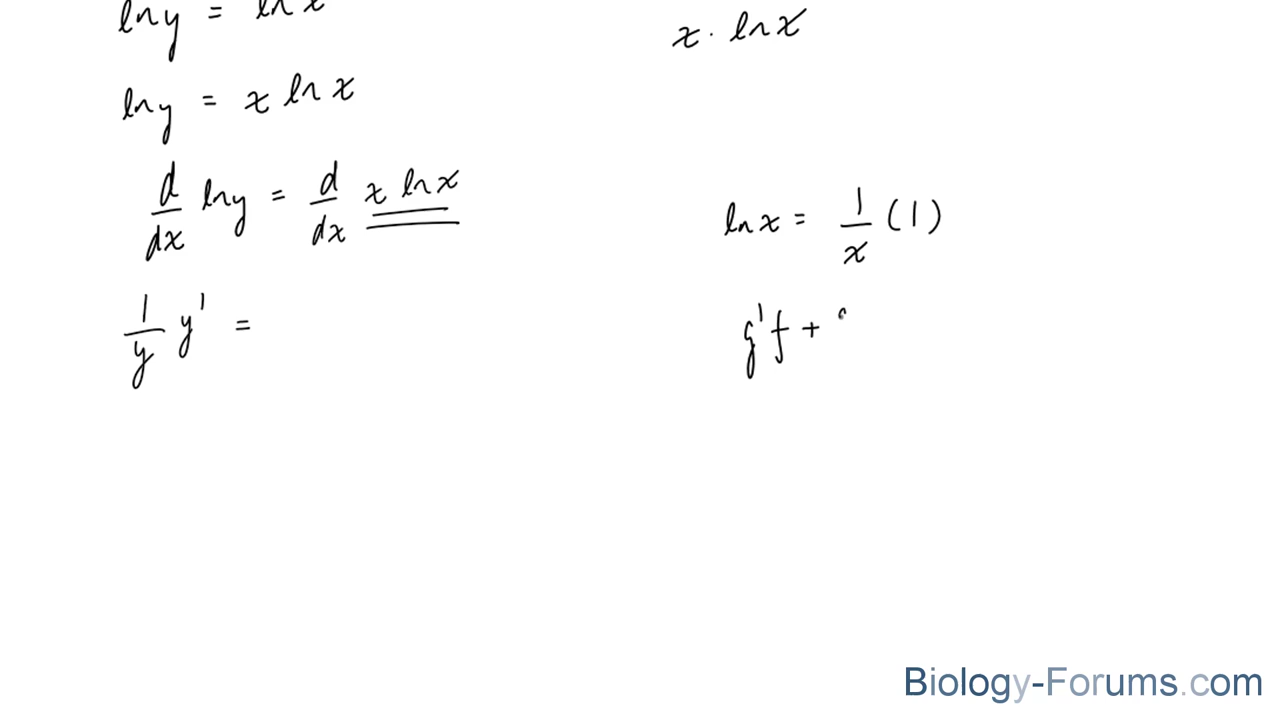 ln y = ln x
x · ln x
ln y = x ln x
d/dx ln y = d/dx x ln x
ln x = 1/x (1)
1/y y' =
g'f +
Biology-Forums.com